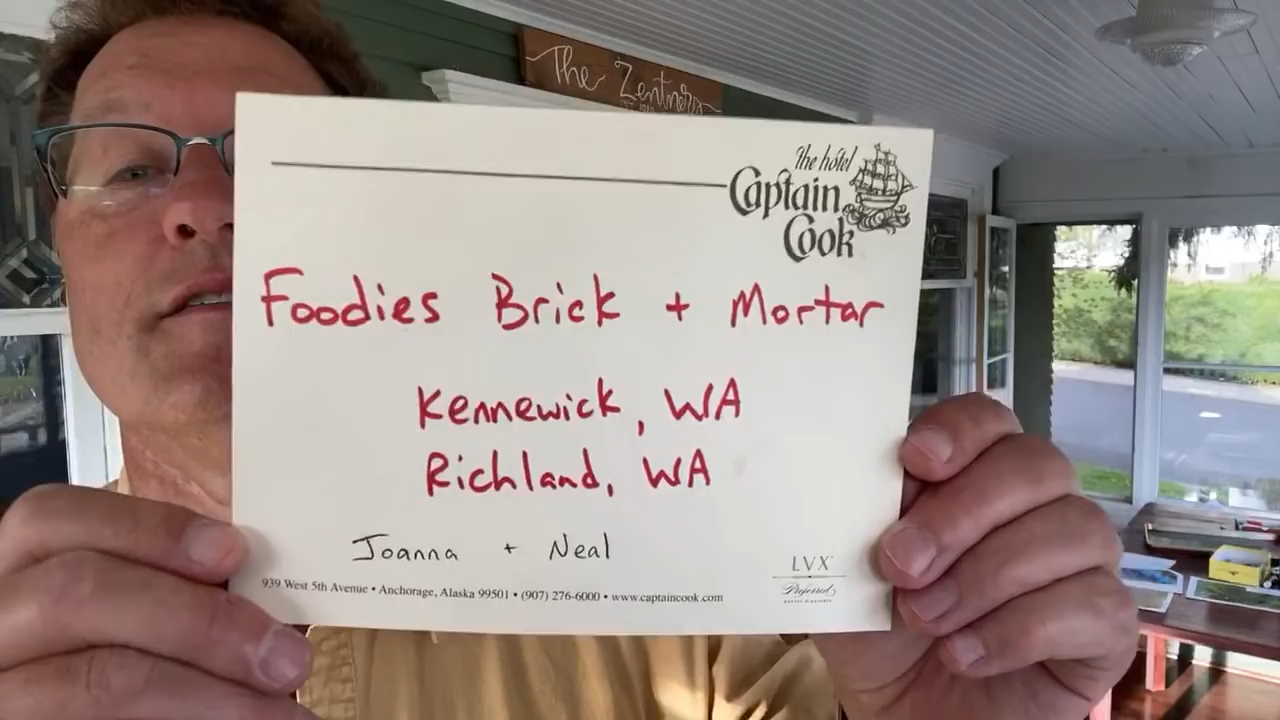 The Zentners
the hotel
Captain
Cook
Foodies Brick + Mortar
Kennewick, WA
Richland, WA
Joanna + Neal
939 West 5th Avenue • Anchorage, Alaska 99501 • (907) 276-6000 • www.captaincook.com
LVX
Preferred